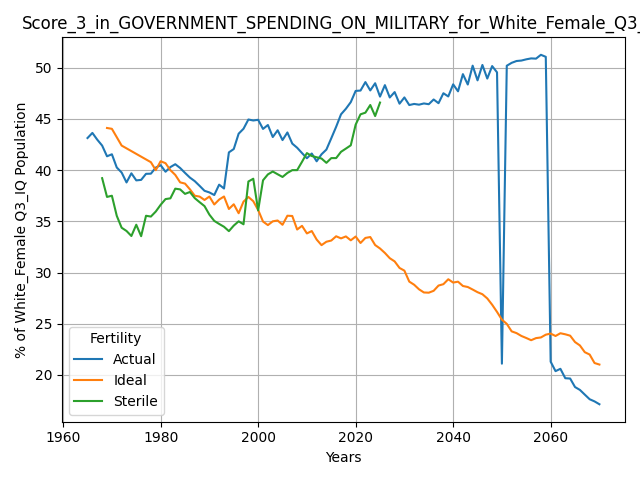 Score_3_in_GOVERNMENT_SPENDING_ON_MILITARY_for_White_Female_Q3_
% of White_Female Q3_IQ Population
50
45
40
35
30
25
20
Fertility
Actual
Ideal
Sterile
1960 1980 2000 2020 2040 2060
Years